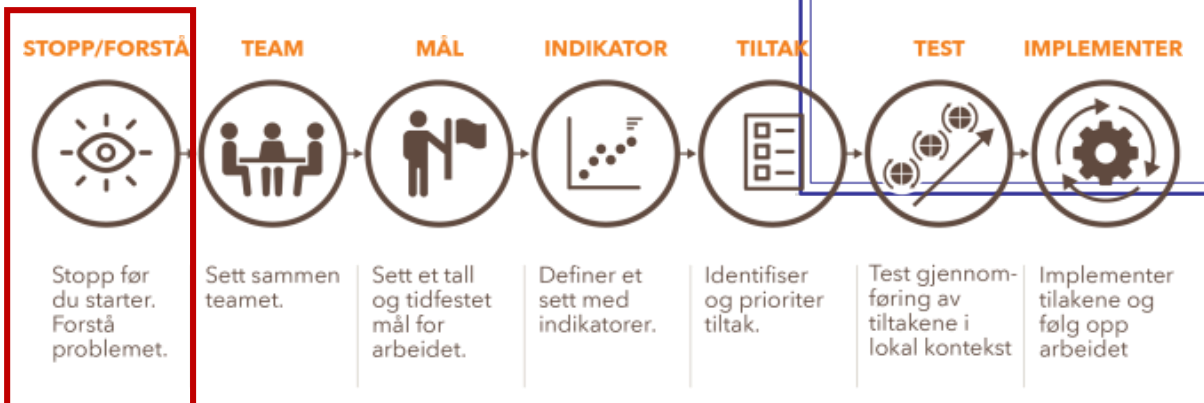 STOPP/FORSTÅ
TEAM
MÅL
INDIKATOR
TILTAK
TEST
IMPLEMENTER
Stopp før
du starter.
Forstå
problemet.
Sett sammen
teamet.
Sett et tall
og tidfestet
mål for
arbeidet.
Definer et
sett med
indikatorer.
Identifiser
og prioriter
tiltak.
Test gjennom-
føring av
tiltakene i
lokal kontekst
Implementer
tilakene og
følg opp
arbeidet